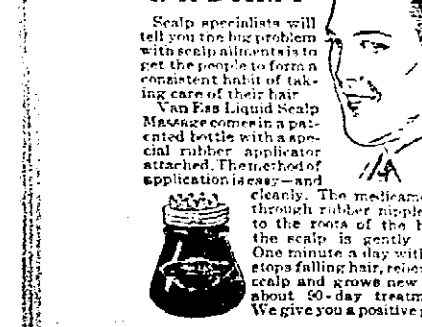 Scalp specialists will
tell you the big problem
with scalp ailments is to
get the people to form a
consistent habit of tak-
ing care of their hair
Van Ess Liquid Scalp
Massage comes in a pat-
ented bottle with a spe-
cial rubber applicator
attached. The method of
application is easy—and
cleanly. The medicam
through rubber nipple
to the roots of the h
the scalp is gently
One minute a day with
stops falling hair,
scalp and grows new
about 90-day treatm
We give you a positive